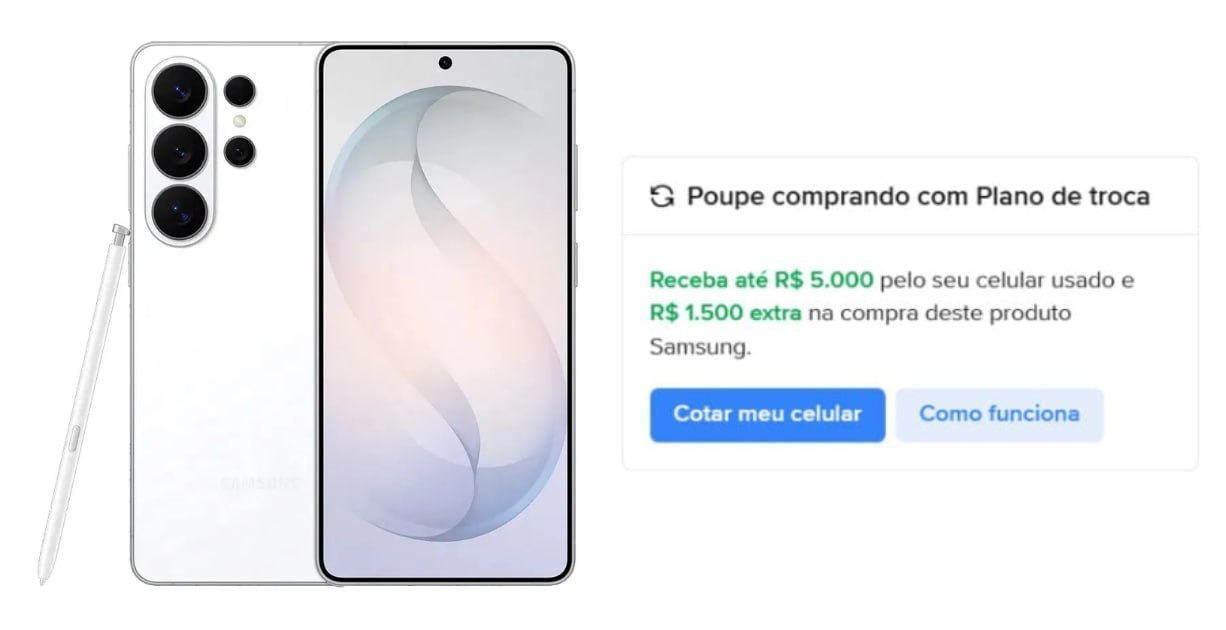 SAMSUNG
Poupe comprando com Plano de troca
Receba até R$ 5.000 pelo seu celular usado e
R$ 1.500 extra na compra deste produto
Samsung.
Cotar meu celular
Como funciona